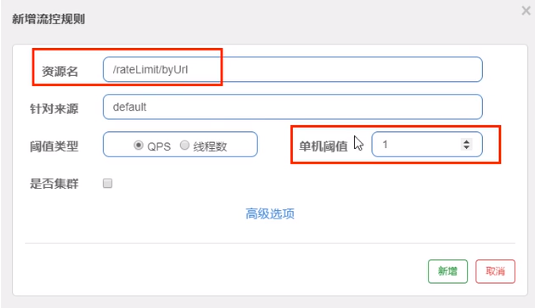 新增流控规则
×
资源名 /rateLimit/byUrl
针对来源 default
阈值类型 QPS 线程数 单机阈值 1
是否集群
高级选项
新增 取消